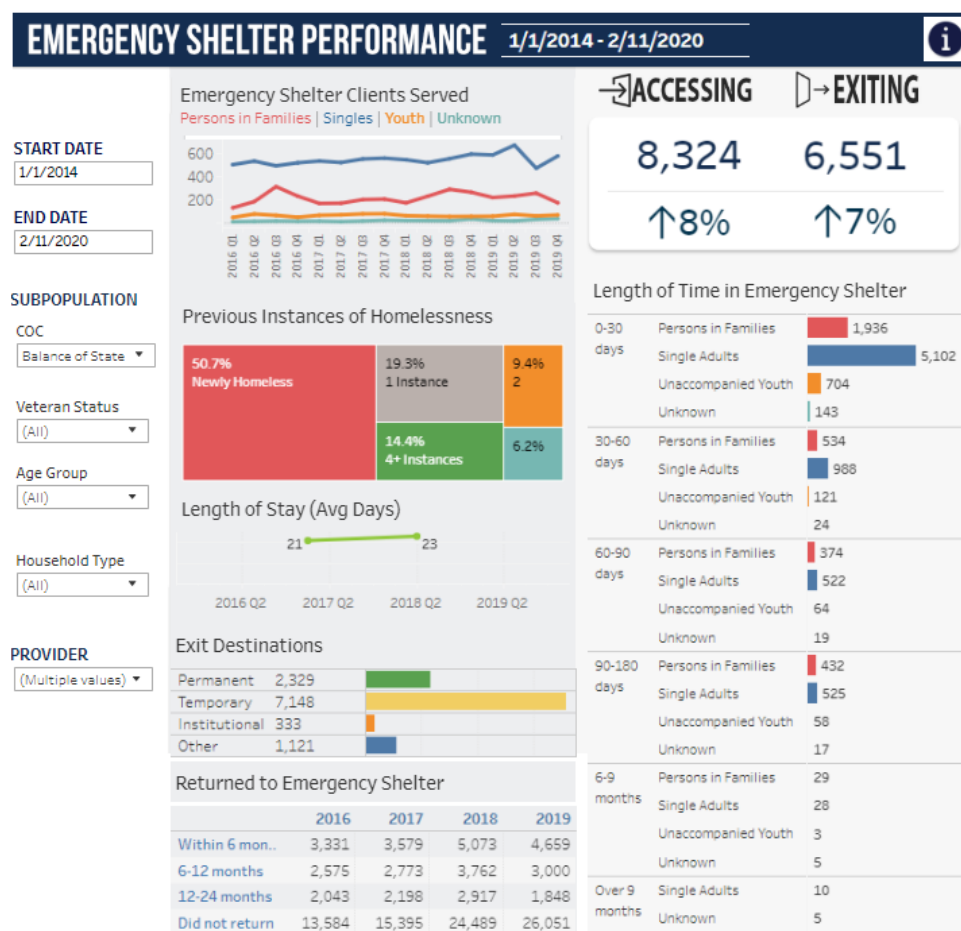 EMERGENCY SHELTER PERFORMANCE 1/1/2014 - 2/11/2020 i
START DATE
1/1/2014
END DATE
2/11/2020
SUBPOPULATION
COC
Balance of State
Veteran Status
(All)
Age Group
(All)
Household Type
(All)
PROVIDER
(Multiple values)
Emergency Shelter Clients Served
Persons in Families | Singles | Youth | Unknown
600
400
200
2016 Q1 2016 Q2 2016 Q3 2016 Q4 2017 Q1 2017 Q2 2017 Q3 2017 Q4 2018 Q1 2018 Q2 2018 Q3 2018 Q4 2019 Q1 2019 Q2 2019 Q3 2019 Q4
Previous Instances of Homelessness
50.7%
Newly Homeless
19.3%
1 Instance
9.4%
2
14.4%
4+ Instances
6.2%
Length of Stay (Avg Days)
21 23
2016 Q2 2017 Q2 2018 Q2 2019 Q2
Exit Destinations
Permanent 2,329
Temporary 7,148
Institutional 333
Other 1,121
Returned to Emergency Shelter
2016 2017 2018 2019
Within 6 mon.. 3,331 3,579 5,073 4,659
6-12 months 2,575 2,773 3,762 3,000
12-24 months 2,043 2,198 2,917 1,848
Did not return 13,584 15,395 24,489 26,051
ACCESSING EXITING
8,324 6,551
↑8% ↑7%
Length of Time in Emergency Shelter
0-30 days
Persons in Families 1,936
Single Adults 5,102
Unaccompanied Youth 704
Unknown 143
30-60 days
Persons in Families 534
Single Adults 988
Unaccompanied Youth 121
Unknown 24
60-90 days
Persons in Families 374
Single Adults 522
Unaccompanied Youth 64
Unknown 19
90-180 days
Persons in Families 432
Single Adults 525
Unaccompanied Youth 58
Unknown 17
6-9 months
Persons in Families 29
Single Adults 28
Unaccompanied Youth 3
Unknown 5
Over 9 months
Single Adults 10
Unknown 5